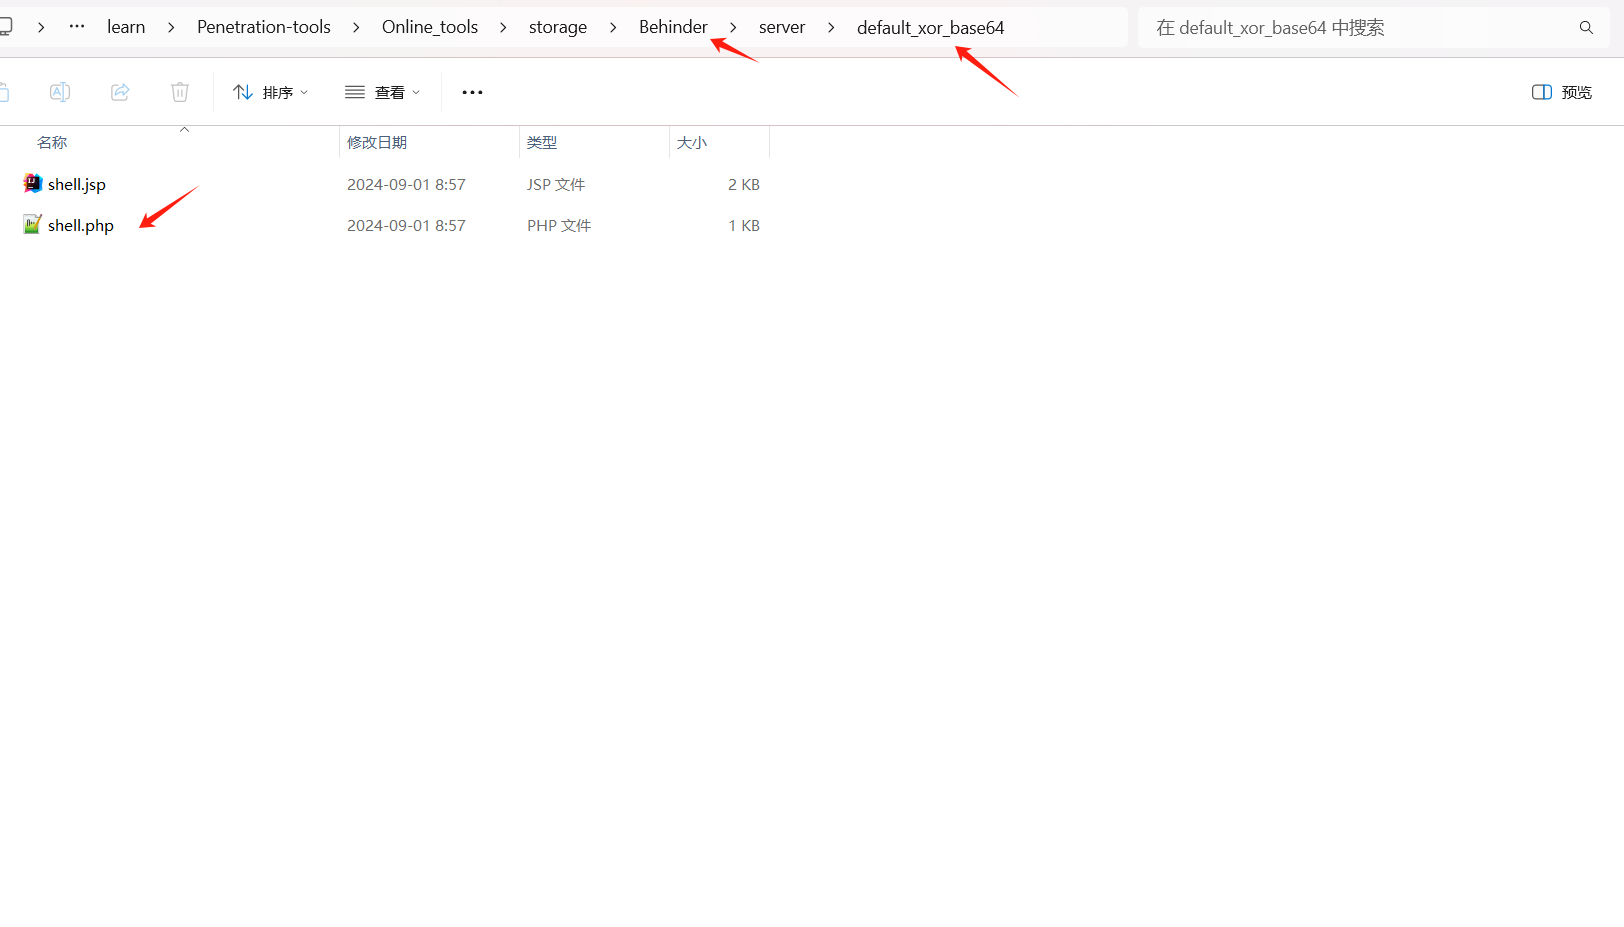 learn Penetration-tools Online_tools storage Behinder server default_xor_base64 在 default_xor_base64 中搜索
排序 查看 预览
名称 修改日期 类型 大小
shell.jsp 2024-09-01 8:57 JSP 文件 2 KB
shell.php 2024-09-01 8:57 PHP 文件 1 KB